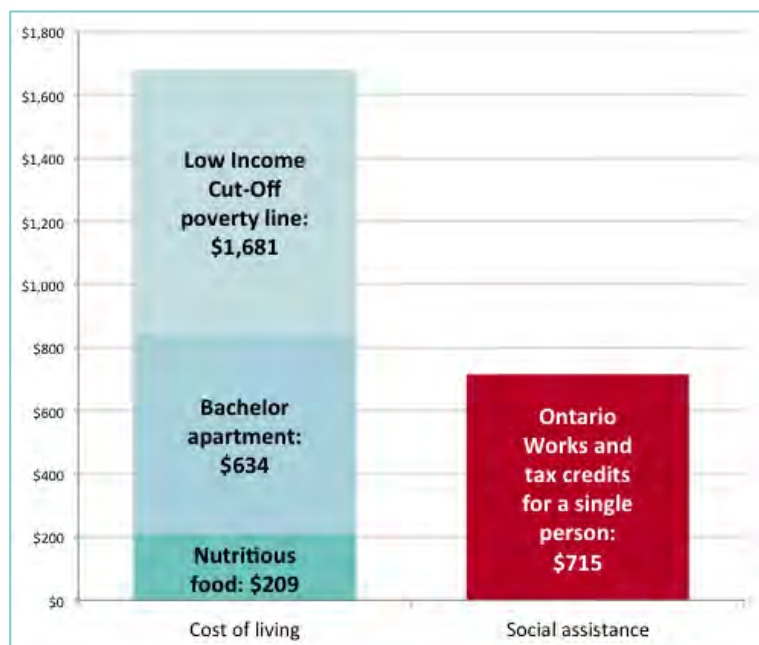 $1,800
$1,600
$1,400
$1,200
$1,000
$800
$600
$400
$200
$0
Low Income
Cut-Off
poverty line:
$1,681
Bachelor
apartment:
$634
Nutritious
food: $209
Ontario
Works and
tax credits
for a single
person:
$715
Cost of living
Social assistance